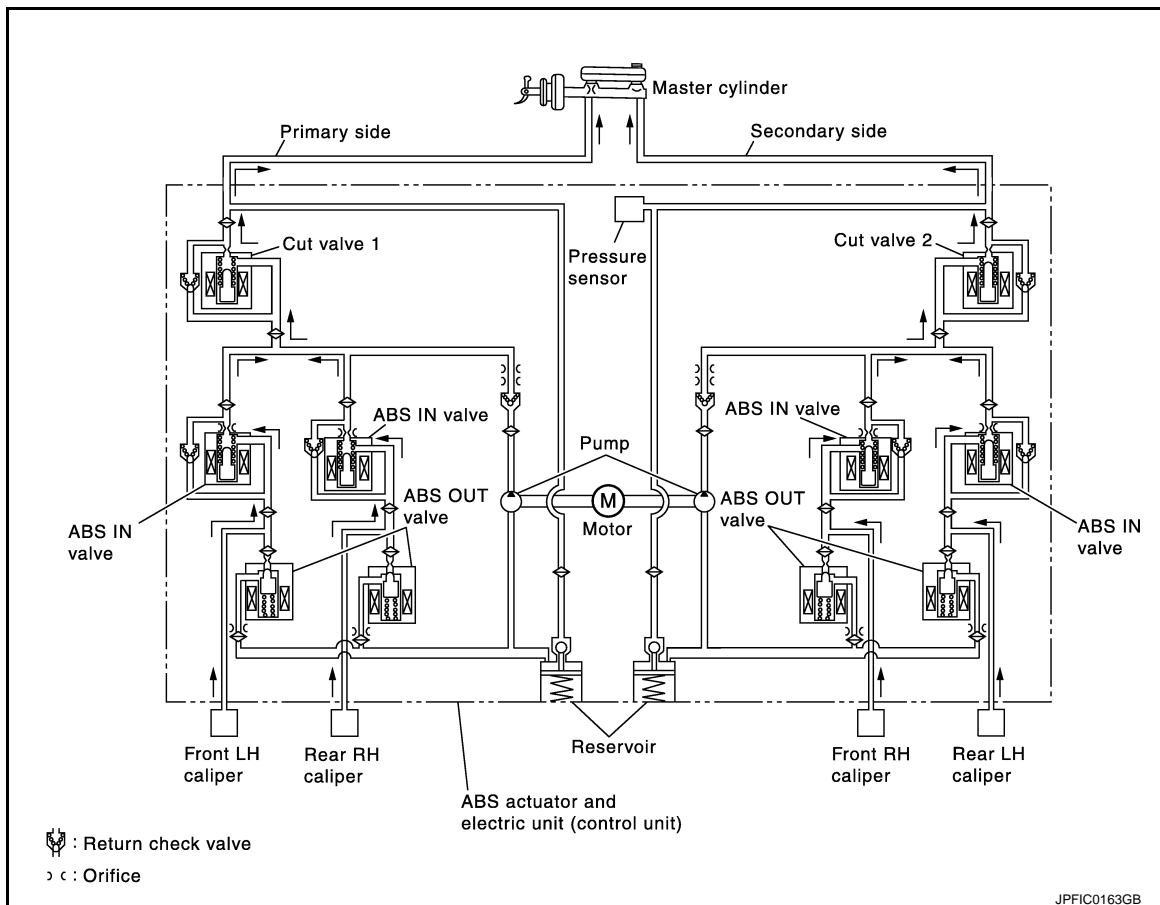 Master cylinder
Primary side
Secondary side
Cut valve 1
Pressure
sensor
Cut valve 2
ABS IN valve
ABS IN valve
Pump
ABS OUT
valve
M
Motor
ABS OUT
valve
ABS IN
valve
ABS IN
valve
Reservoir
Front LH
caliper
Rear RH
caliper
Front RH
caliper
Rear LH
caliper
ABS actuator and
electric unit (control unit)
: Return check valve
: Orifice
JPFIC0163GB